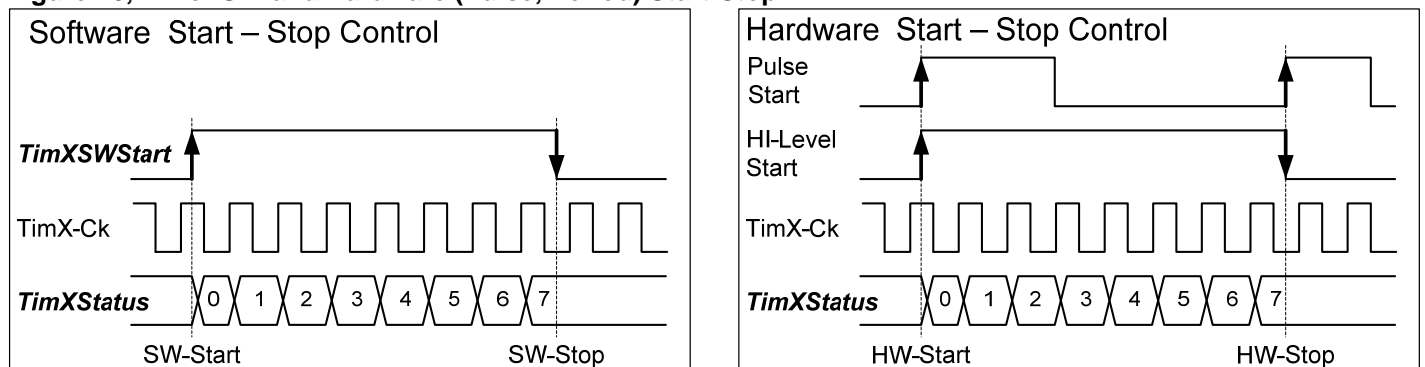 Software Start – Stop Control
TimXSWStart
TimX-Ck
TimXStatus
0 1 2 3 4 5 6 7
SW-Start SW-Stop
Hardware Start – Stop Control
Pulse
Start
HI-Level
Start
TimX-Ck
TimXStatus
0 1 2 3 4 5 6 7
HW-Start HW-Stop